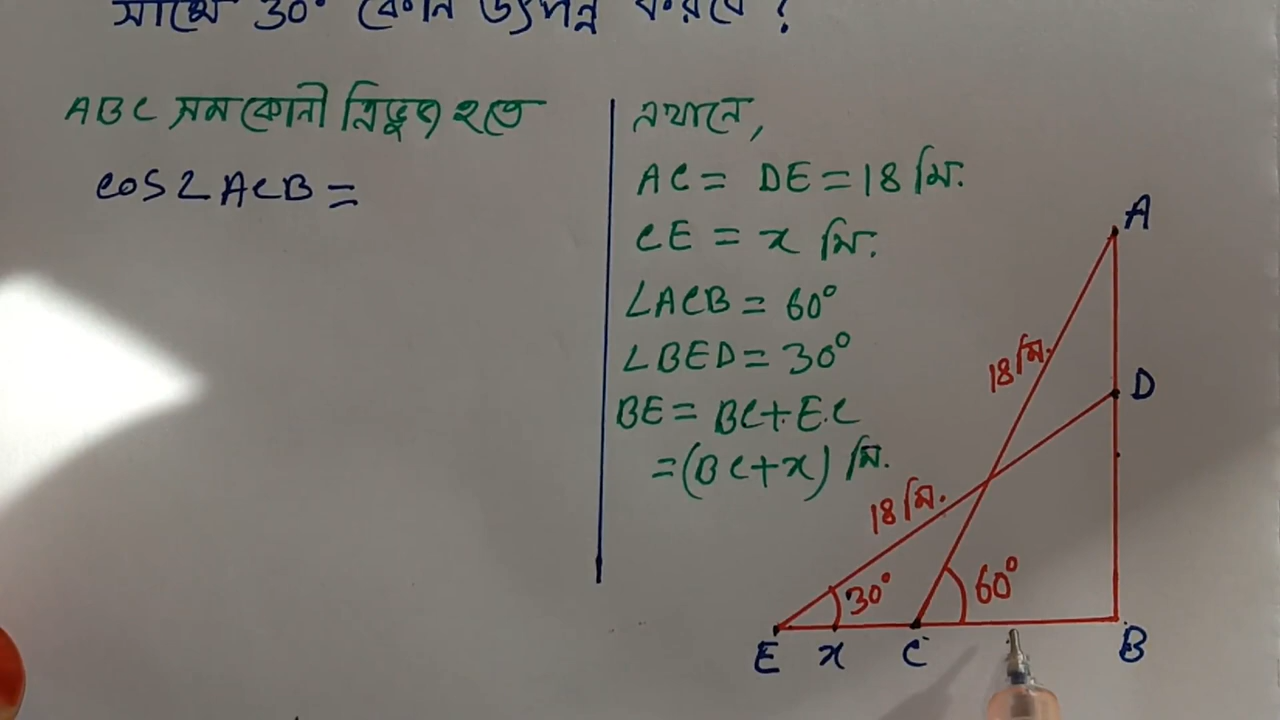 সাথে 30° কোন উৎপন্ন করবে ?
ABC সমকোনী ত্রিভুজ হতে
cos∠ACB =
এখানে,
AC = DE = 18 মি.
CE = x মি.
∠ACB = 60°
∠BED = 30°
BE = BC + EC
= (BC + x) মি.
A
18 মি.
D
18 মি.
30°
60°
E x C B